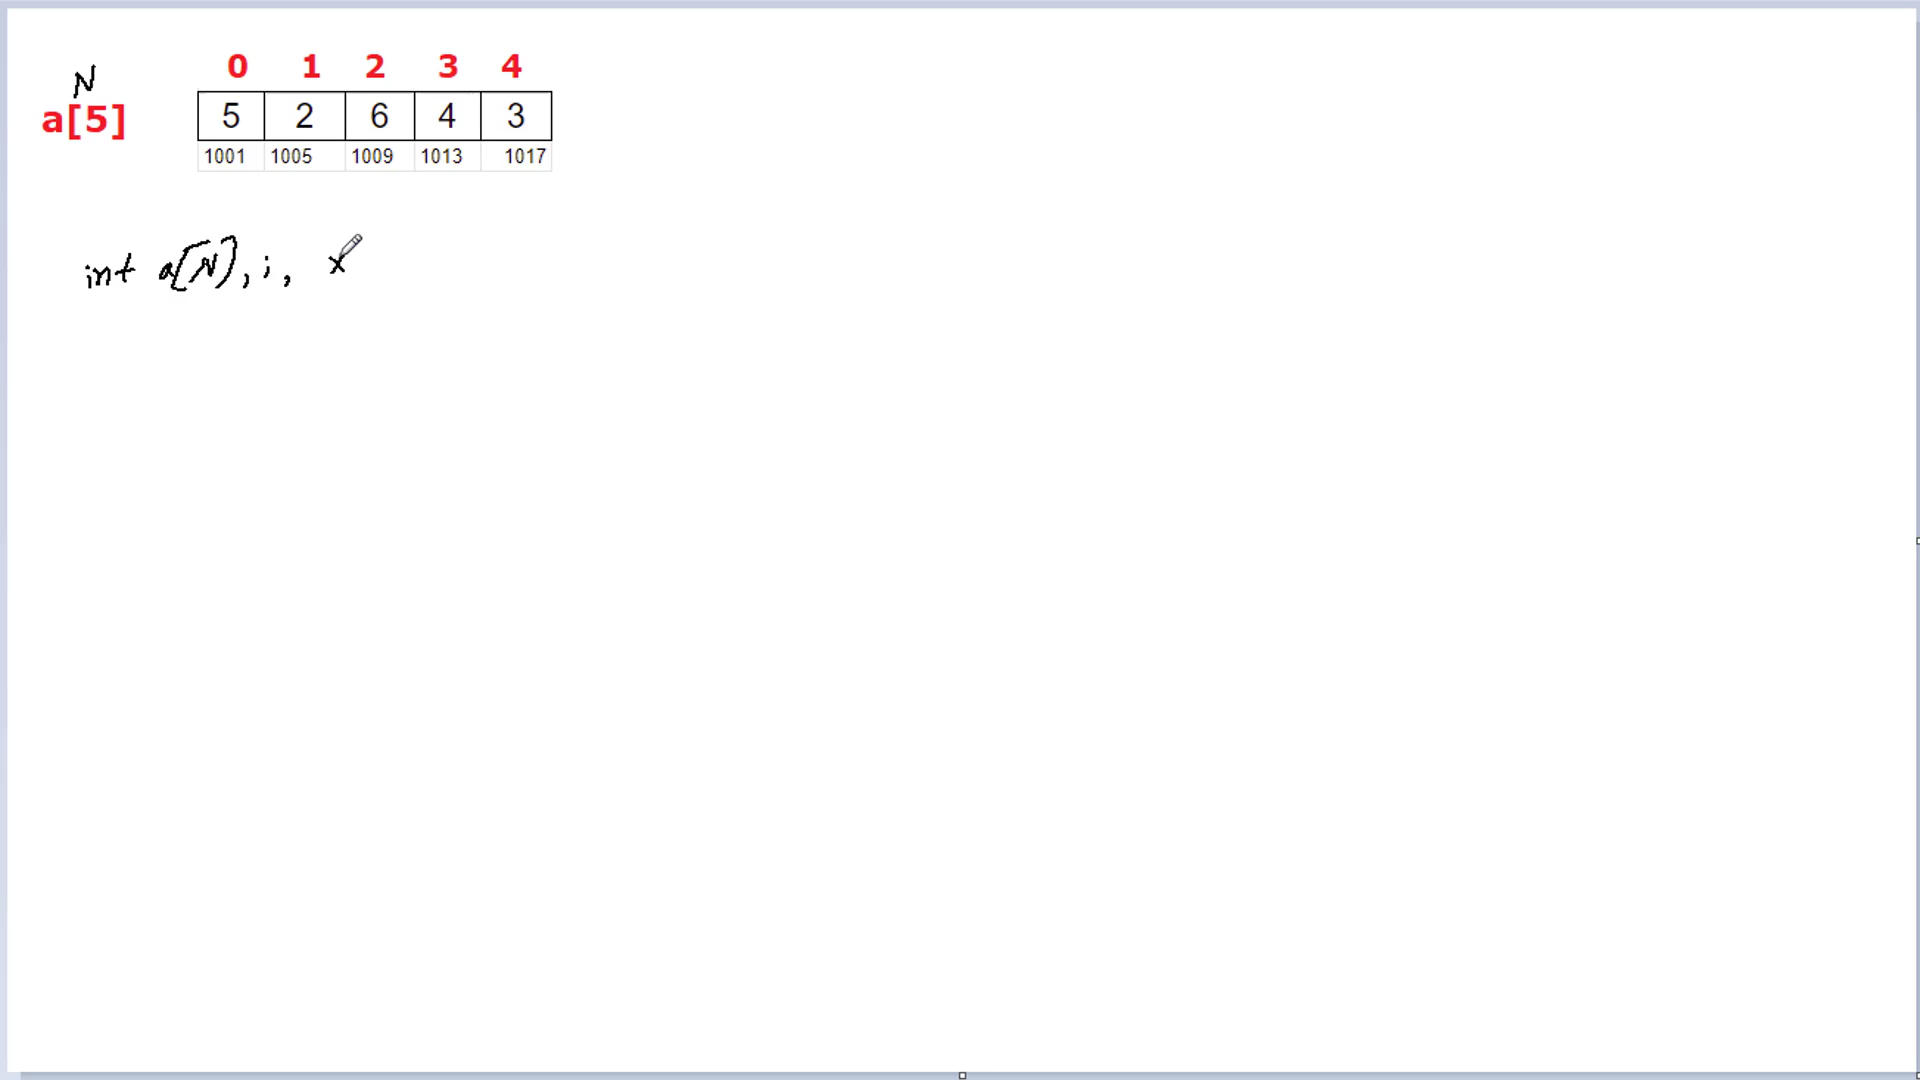 0 1 2 3 4
N
a[5] 5 2 6 4 3
1001 1005 1009 1013 1017
int a[N], i, *